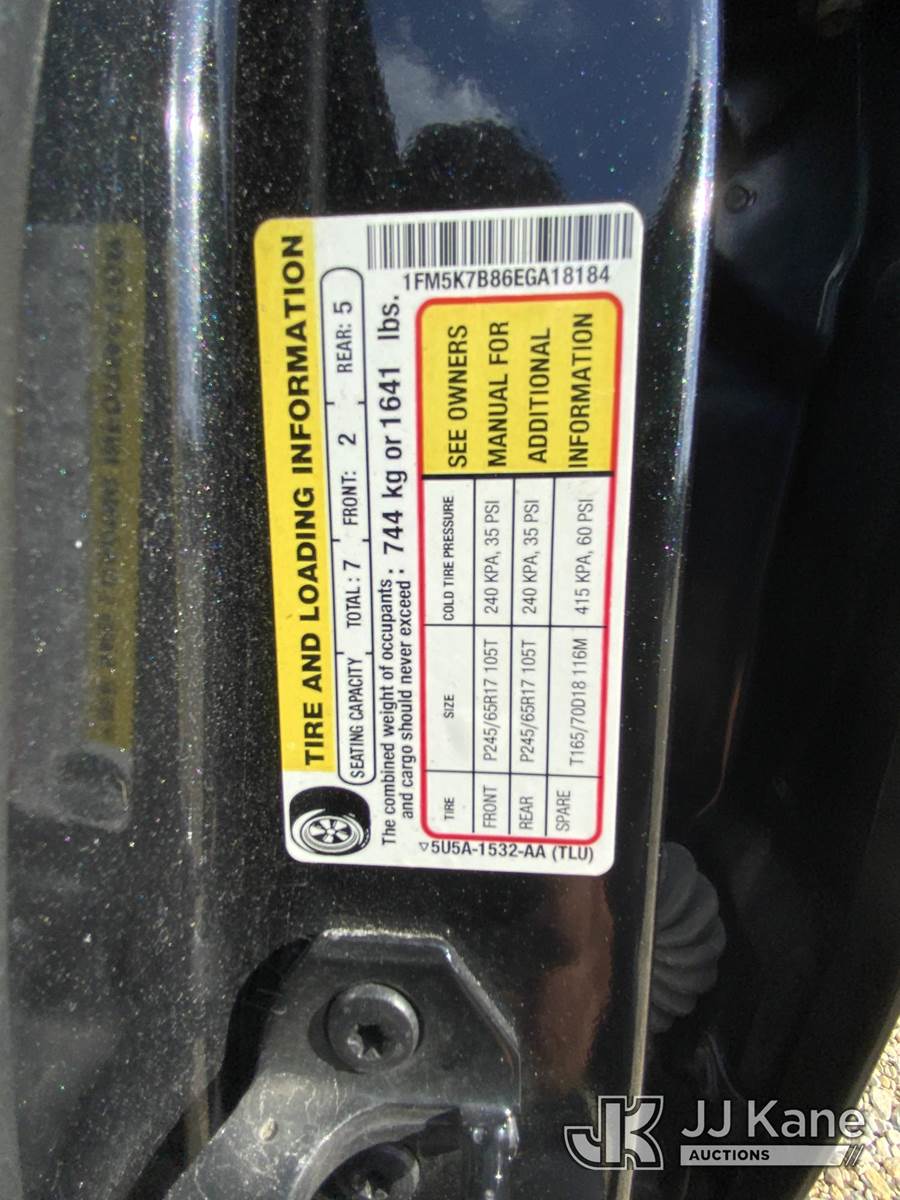 TIRE AND LOADING INFORMATION
SEATING CAPACITY TOTAL : 7 FRONT: 2 REAR: 5
The combined weight of occupants
and cargo should never exceed : 744 kg or 1641 lbs.
TIRE SIZE COLD TIRE PRESSURE
FRONT P245/65R17 105T 240 KPA, 35 PSI
REAR P245/65R17 105T 240 KPA, 35 PSI
SPARE T165/70D18 116M 415 KPA, 60 PSI
SEE OWNERS
MANUAL FOR
ADDITIONAL
INFORMATION
5U5A-1532-AA (TLU)
1FM5K7B86EGA18184
JK JJ Kane
AUCTIONS